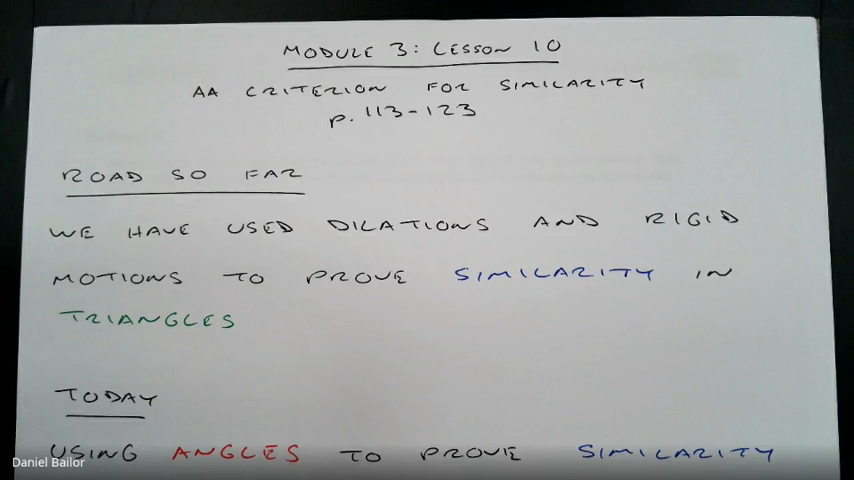 MODULE 3: LESSON 10
AA CRITERION FOR SIMILARITY
p. 113-123
ROAD SO FAR
WE HAVE USED DILATIONS AND RIGID
MOTIONS TO PROVE SIMILARITY IN
TRIANGLES
TODAY
USING ANGLES TO PROVE SIMILARITY
Daniel Bailor